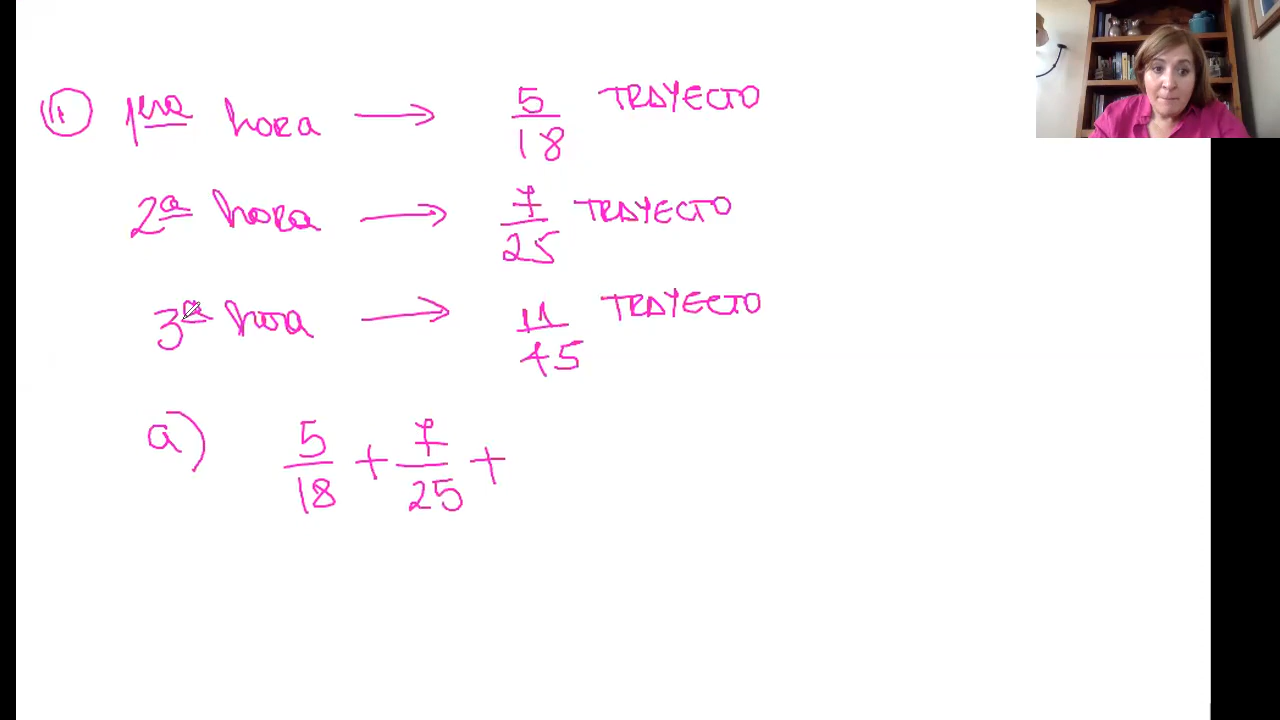 11 1era hora → 5/18 TRAYECTO
2ª hora → 7/25 TRAYECTO
3ª hora → 11/45 TRAYECTO
a) 5/18 + 7/25 +